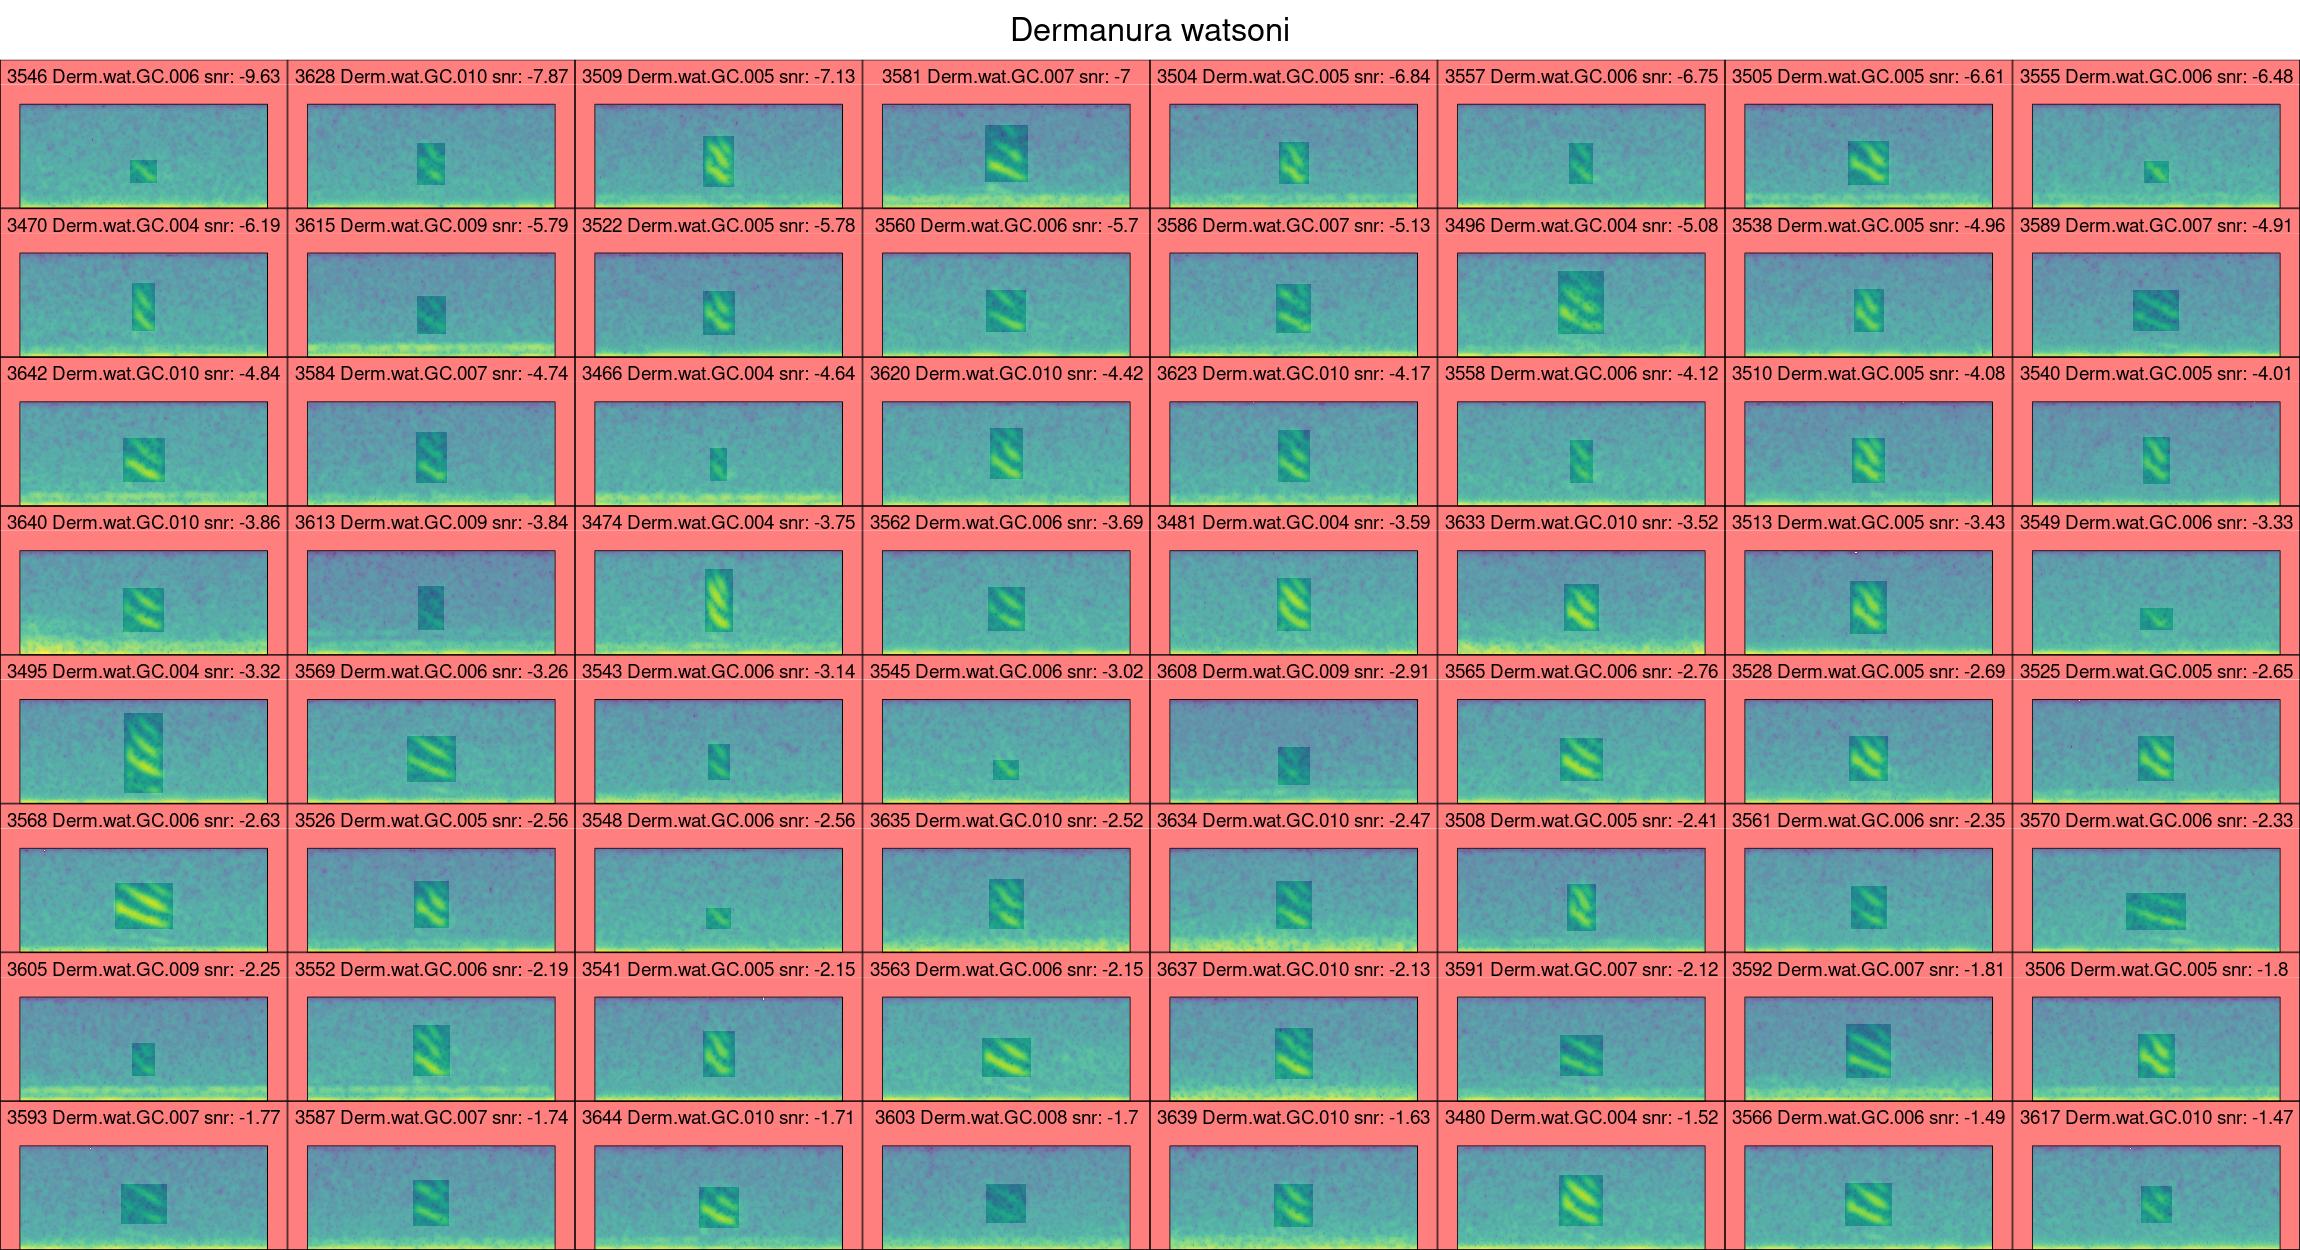 Dermanura watsoni
3546 Derm.wat.GC.006 snr: -9.63 3628 Derm.wat.GC.010 snr: -7.87 3509 Derm.wat.GC.005 snr: -7.13 3581 Derm.wat.GC.007 snr: -7 3504 Derm.wat.GC.005 snr: -6.84 3557 Derm.wat.GC.006 snr: -6.75 3505 Derm.wat.GC.005 snr: -6.61 3555 Derm.wat.GC.006 snr: -6.48
3470 Derm.wat.GC.004 snr: -6.19 3615 Derm.wat.GC.009 snr: -5.79 3522 Derm.wat.GC.005 snr: -5.78 3560 Derm.wat.GC.006 snr: -5.7 3586 Derm.wat.GC.007 snr: -5.13 3496 Derm.wat.GC.004 snr: -5.08 3538 Derm.wat.GC.005 snr: -4.96 3589 Derm.wat.GC.007 snr: -4.91
3642 Derm.wat.GC.010 snr: -4.84 3584 Derm.wat.GC.007 snr: -4.74 3466 Derm.wat.GC.004 snr: -4.64 3620 Derm.wat.GC.010 snr: -4.42 3623 Derm.wat.GC.010 snr: -4.17 3558 Derm.wat.GC.006 snr: -4.12 3510 Derm.wat.GC.005 snr: -4.08 3540 Derm.wat.GC.005 snr: -4.01
3640 Derm.wat.GC.010 snr: -3.86 3613 Derm.wat.GC.009 snr: -3.84 3474 Derm.wat.GC.004 snr: -3.75 3562 Derm.wat.GC.006 snr: -3.69 3481 Derm.wat.GC.004 snr: -3.59 3633 Derm.wat.GC.010 snr: -3.52 3513 Derm.wat.GC.005 snr: -3.43 3549 Derm.wat.GC.006 snr: -3.33
3495 Derm.wat.GC.004 snr: -3.32 3569 Derm.wat.GC.006 snr: -3.26 3543 Derm.wat.GC.006 snr: -3.14 3545 Derm.wat.GC.006 snr: -3.02 3608 Derm.wat.GC.009 snr: -2.91 3565 Derm.wat.GC.006 snr: -2.76 3528 Derm.wat.GC.005 snr: -2.69 3525 Derm.wat.GC.005 snr: -2.65
3568 Derm.wat.GC.006 snr: -2.63 3526 Derm.wat.GC.005 snr: -2.56 3548 Derm.wat.GC.006 snr: -2.56 3635 Derm.wat.GC.010 snr: -2.52 3634 Derm.wat.GC.010 snr: -2.47 3508 Derm.wat.GC.005 snr: -2.41 3561 Derm.wat.GC.006 snr: -2.35 3570 Derm.wat.GC.006 snr: -2.33
3605 Derm.wat.GC.009 snr: -2.25 3552 Derm.wat.GC.006 snr: -2.19 3541 Derm.wat.GC.005 snr: -2.15 3563 Derm.wat.GC.006 snr: -2.15 3637 Derm.wat.GC.010 snr: -2.13 3591 Derm.wat.GC.007 snr: -2.12 3592 Derm.wat.GC.007 snr: -1.81 3506 Derm.wat.GC.005 snr: -1.8
3593 Derm.wat.GC.007 snr: -1.77 3587 Derm.wat.GC.007 snr: -1.74 3644 Derm.wat.GC.010 snr: -1.71 3603 Derm.wat.GC.008 snr: -1.7 3639 Derm.wat.GC.010 snr: -1.63 3480 Derm.wat.GC.004 snr: -1.52 3566 Derm.wat.GC.006 snr: -1.49 3617 Derm.wat.GC.010 snr: -1.47